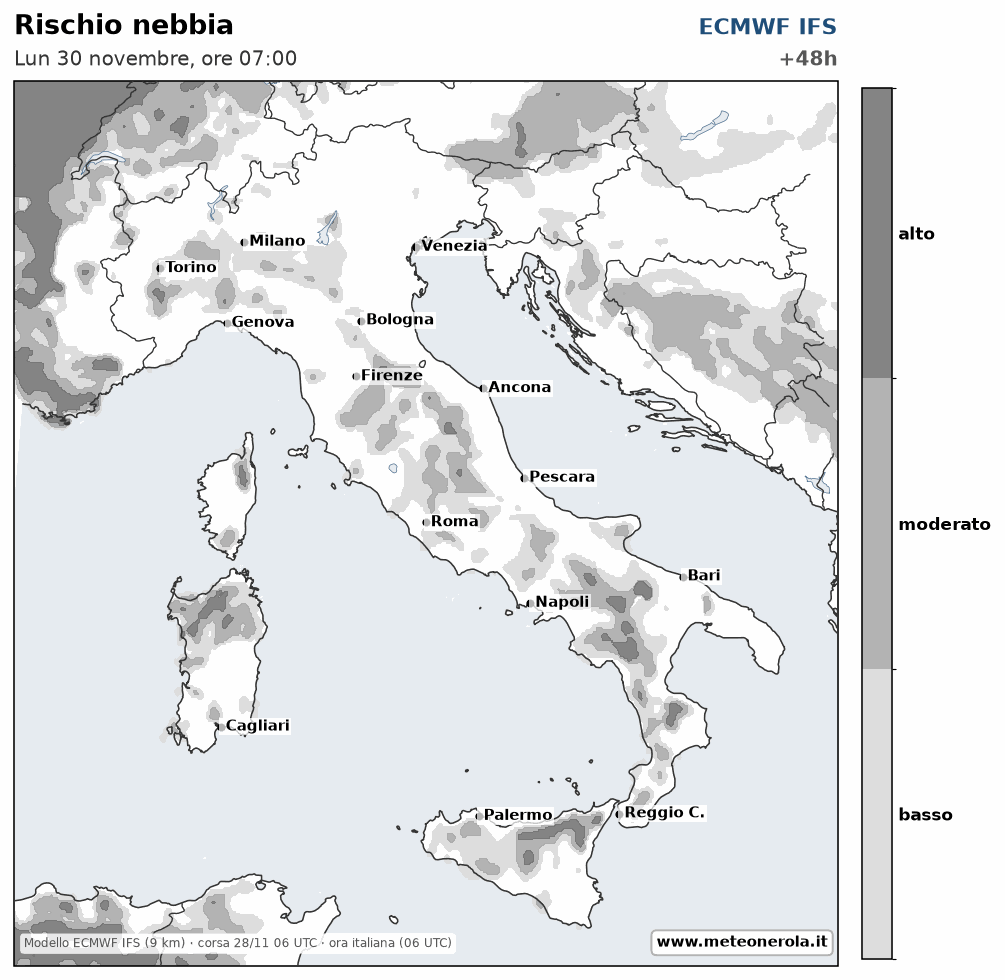 Rischio nebbia
ECMWF IFS
Lun 30 novembre, ore 07:00
+48h
alto
Milano
Venezia
Torino
Bologna
Genova
Firenze
Ancona
Pescara
Roma
moderato
Bari
Napoli
Cagliari
Reggio C.
Palermo
basso
Modello ECMWF IFS (9 km) · corsa 28/11 06 UTC · ora italiana (06 UTC)
www.meteonerola.it